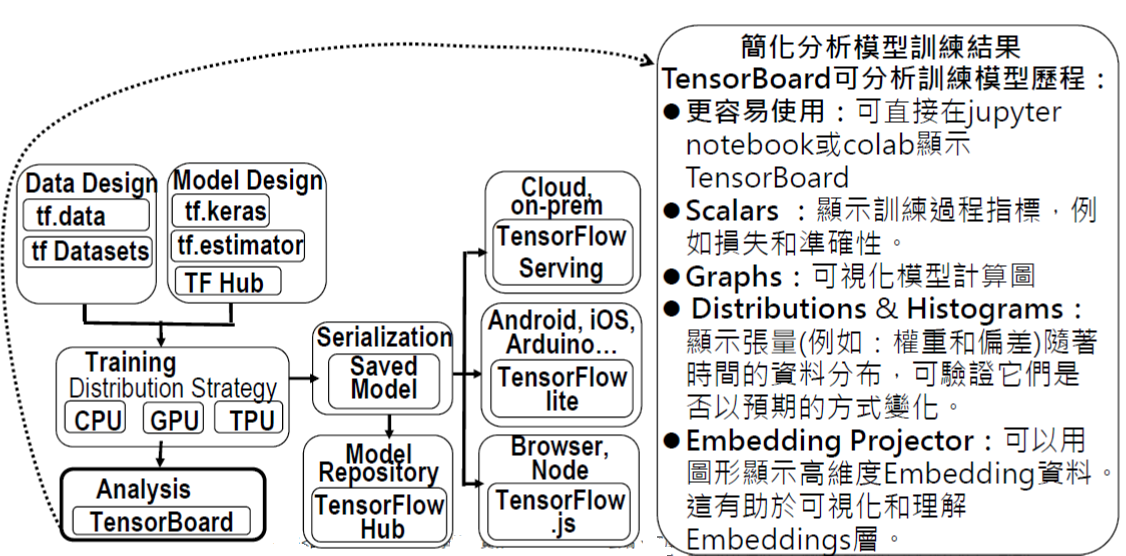 Data Design
tf.data
tf Datasets
Model Design
tf.keras
tf.estimator
TF Hub
Training
Distribution Strategy
CPU
GPU
TPU
Analysis
TensorBoard
Serialization
Saved
Model
Model
Repository
TensorFlow
Hub
Cloud,
on-prem
TensorFlow
Serving
Android, iOS,
Arduino...
TensorFlow
lite
Browser,
Node
TensorFlow
.js
簡化分析模型訓練結果
TensorBoard可分析訓練模型歷程：
●更容易使用：可直接在jupyter
notebook或colab顯示
TensorBoard
●Scalars ：顯示訓練過程指標，例
如損失和準確性。
●Graphs：可視化模型計算圖
● Distributions & Histograms：
顯示張量(例如：權重和偏差)隨著
時間的資料分布，可驗證它們是
否以預期的方式變化。
●Embedding Projector：可以用
圖形顯示高維度Embedding資料。
這有助於可視化和理解
Embeddings層。